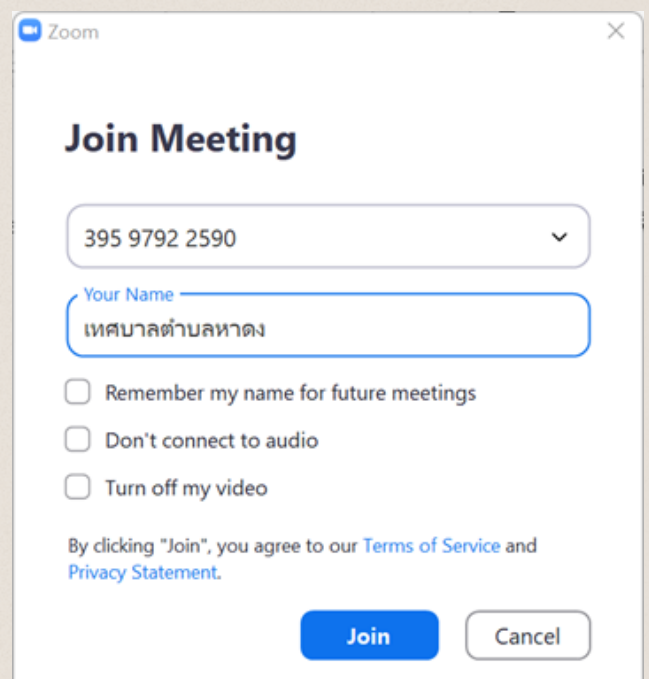 Zoom
Join Meeting
395 9792 2590
Your Name
เทศบาลตำบลหาดง
Remember my name for future meetings
Don't connect to audio
Turn off my video
By clicking "Join", you agree to our Terms of Service and
Privacy Statement.
Join
Cancel